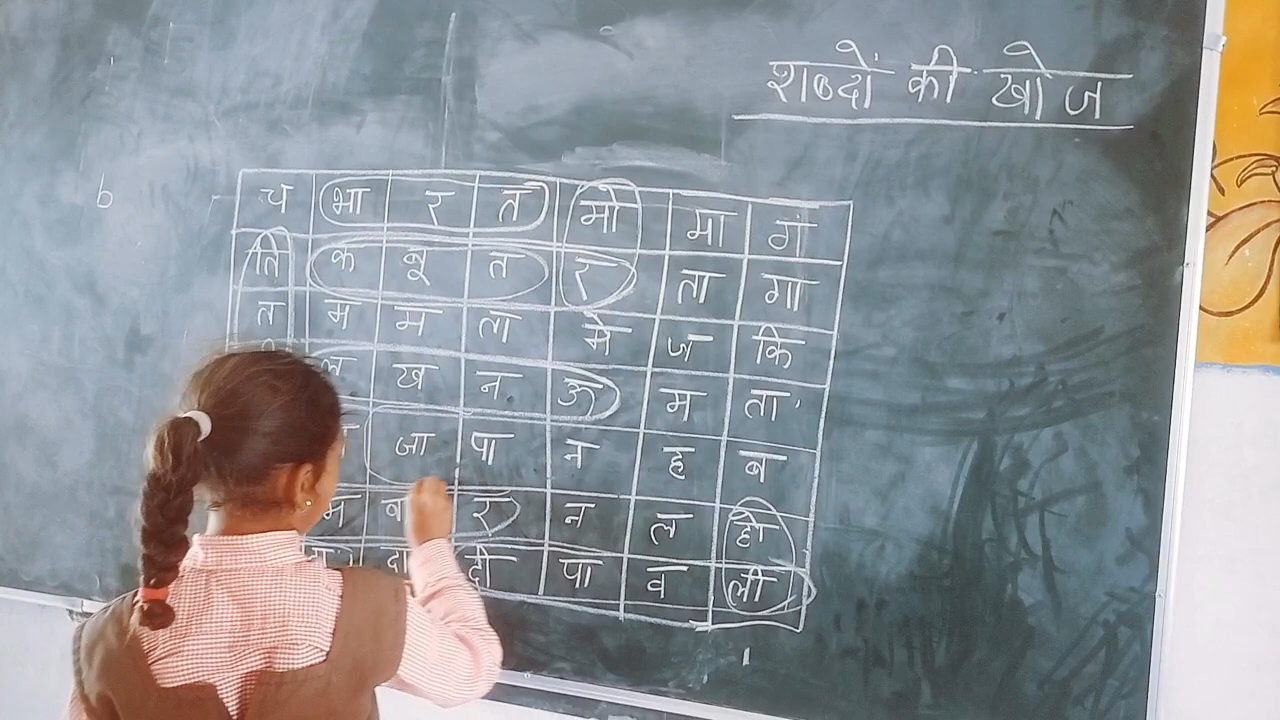 शब्दों की खोज
b
च भा र त मो मा गं
ति क बू त र ता गा
त म म ला मे ज कि
ल ख न ऊ म ता
जा पा न ह ब
म वा र न ल हो
दा दी पा व ली